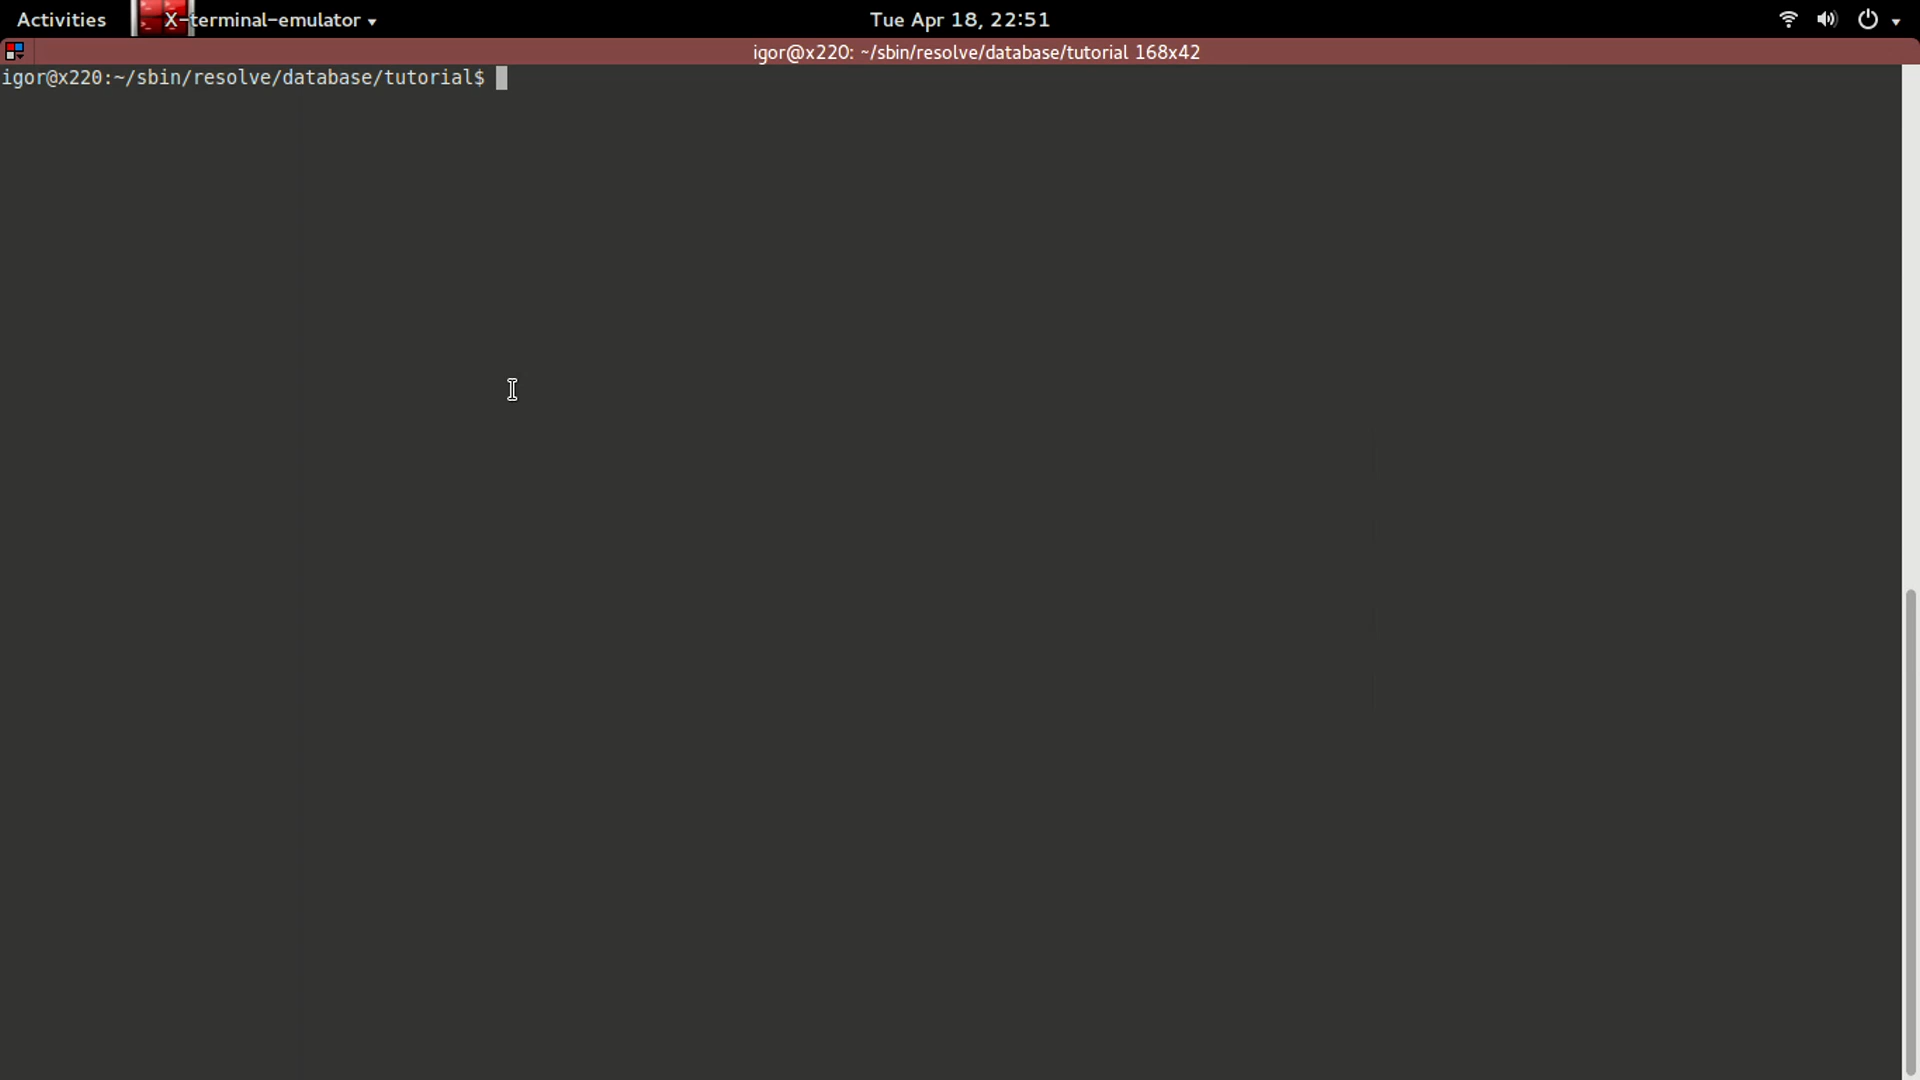 Activities X-terminal-emulator Tue Apr 18, 22:51
igor@x220: ~/sbin/resolve/database/tutorial 168x42
igor@x220:~/sbin/resolve/database/tutorial$